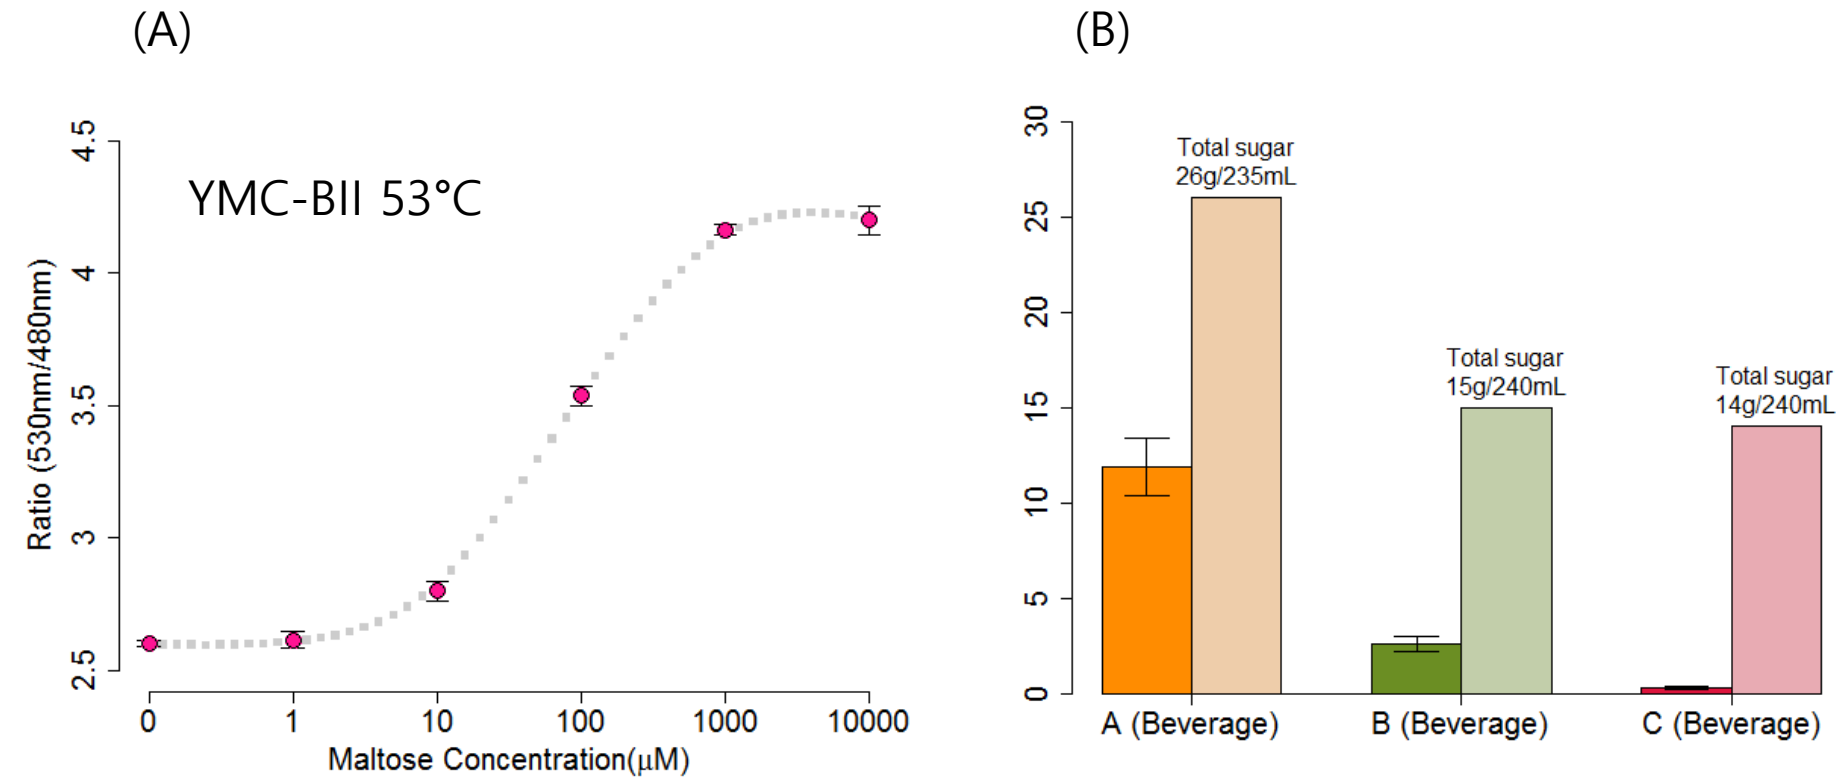 (A)
YMC-BII 53°C
Ratio (530nm/480nm)
4.5
4
3.5
3
2.5
0 1 10 100 1000 10000
Maltose Concentration(μM)
(B)
30
25
20
15
10
5
0
Total sugar
26g/235mL
Total sugar
15g/240mL
Total sugar
14g/240mL
A (Beverage) B (Beverage) C (Beverage)